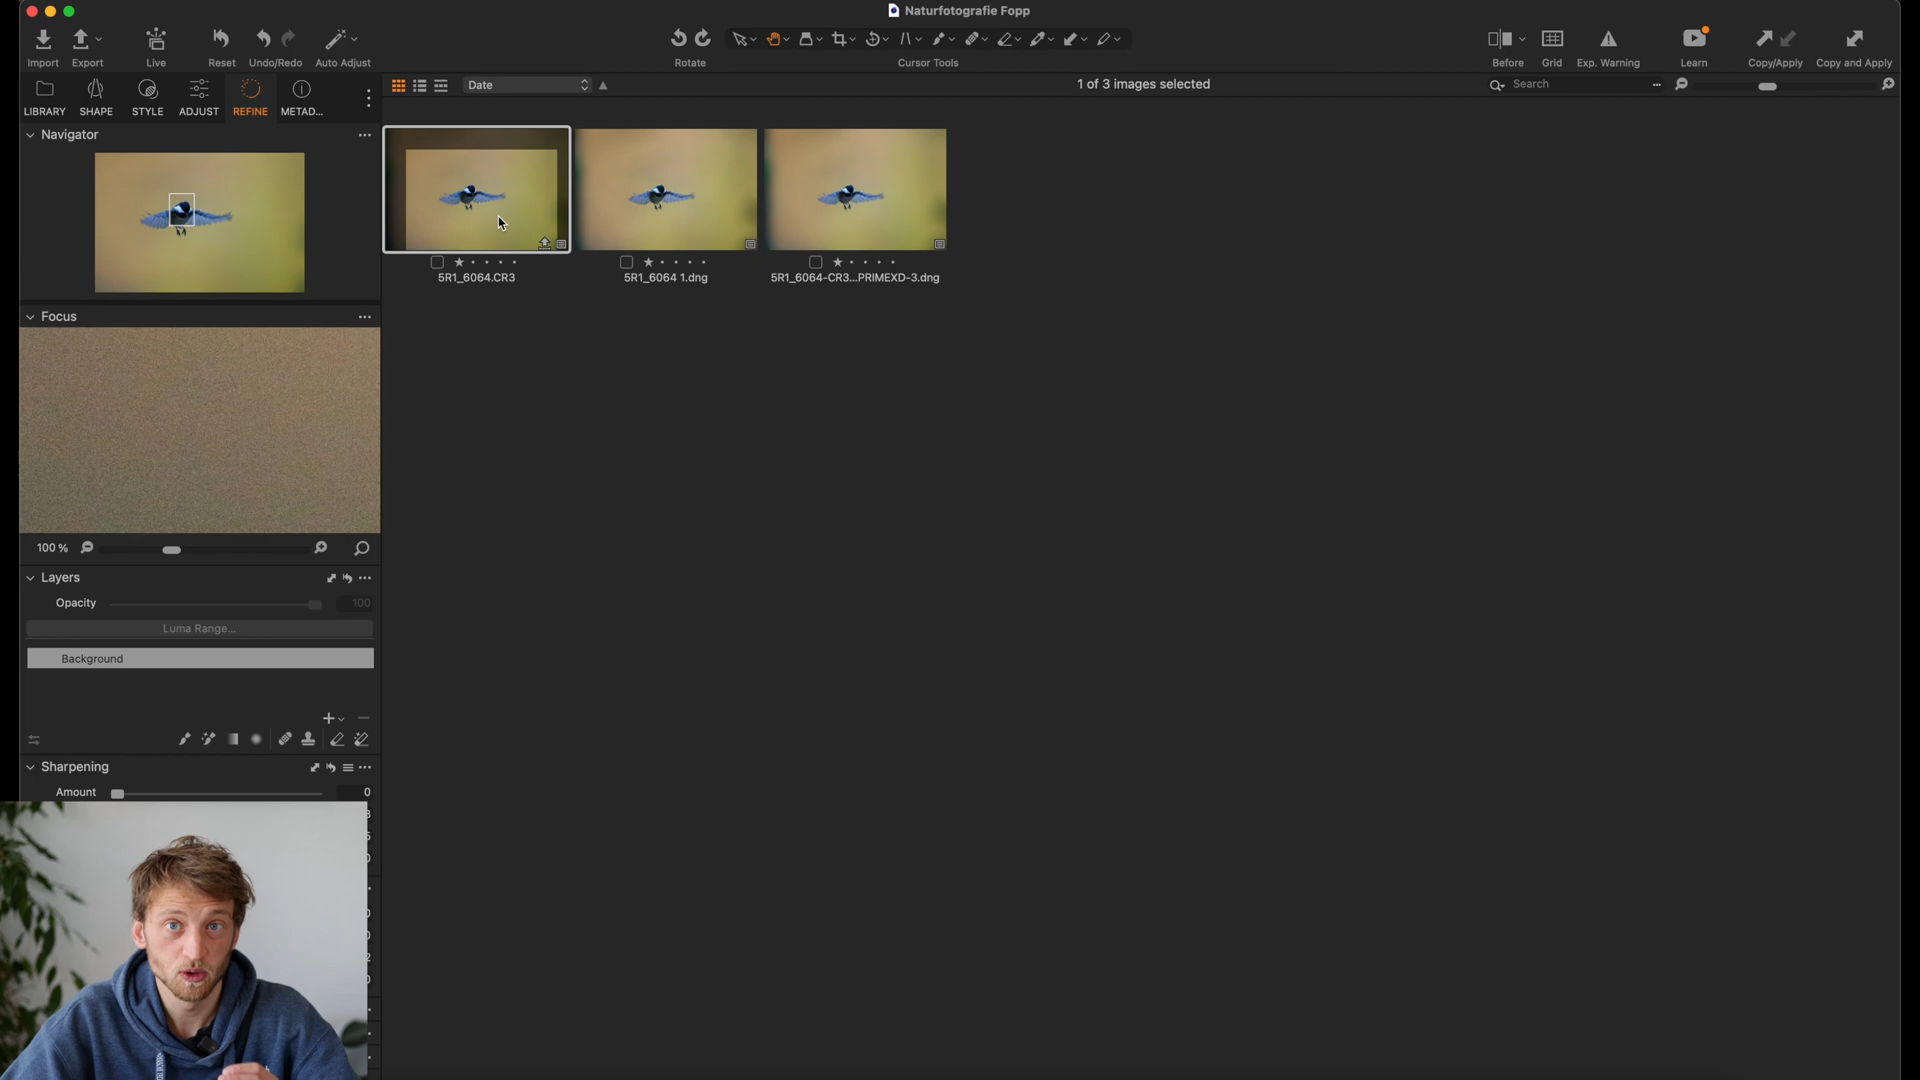 Naturfotografie Fopp
Import
Export
Live
Reset
Undo/Redo
Auto Adjust
Rotate
Cursor Tools
Before
Grid
Exp. Warning
Learn
Copy/Apply
Copy and Apply
LIBRARY
SHAPE
STYLE
ADJUST
REFINE
METAD...
Date
1 of 3 images selected
Search
Navigator
5R1_6064.CR3
5R1_6064 1.dng
5R1_6064-CR3...PRIMEXD-3.dng
Focus
100 %
Layers
Opacity
100
Luma Range...
Background
Sharpening
Amount
0